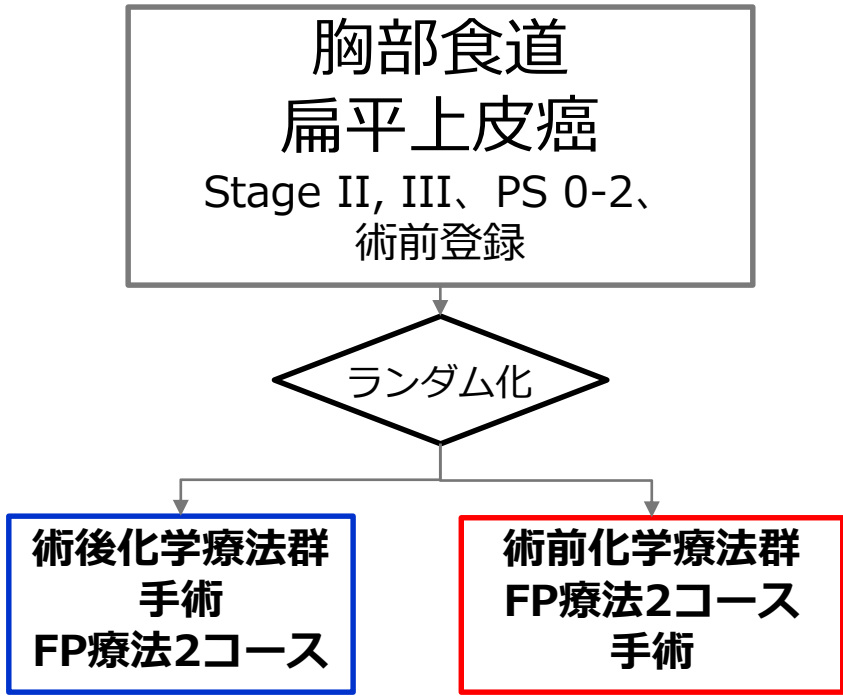 胸部食道
扁平上皮癌
Stage II, III、PS 0-2、
術前登録
ランダム化
術後化学療法群
手術
FP療法2コース
術前化学療法群
FP療法2コース
手術